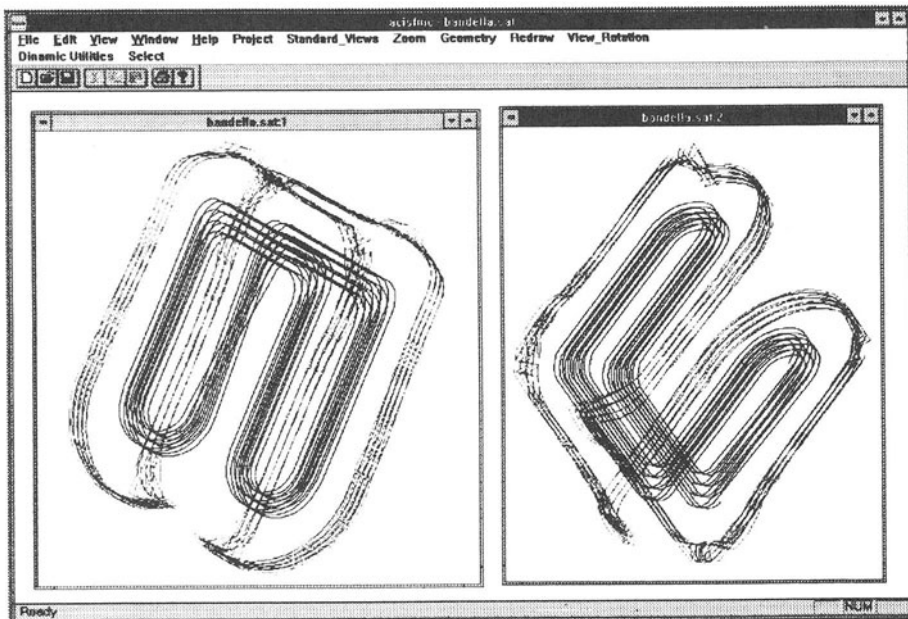 acisfmc - bandella.sat
File Edit View Window Help Project Standard_Views Zoom Geometry Redraw View_Rotation
Dinamic Utilities Select
bandella.sat:1
bandella.sat:2
Ready
NUM